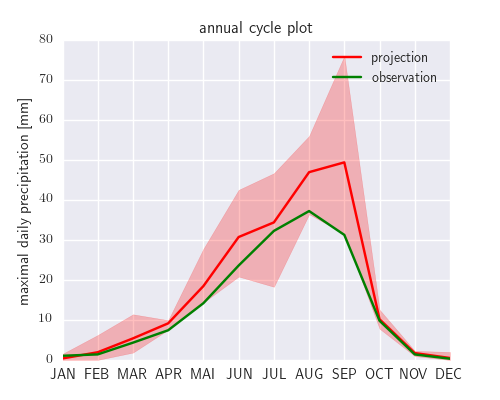 annual cycle plot
projection
observation
maximal daily precipitation [mm]
80
70
60
50
40
30
20
10
0
JAN FEB MAR APR MAI JUN JUL AUG SEP OCT NOV DEC